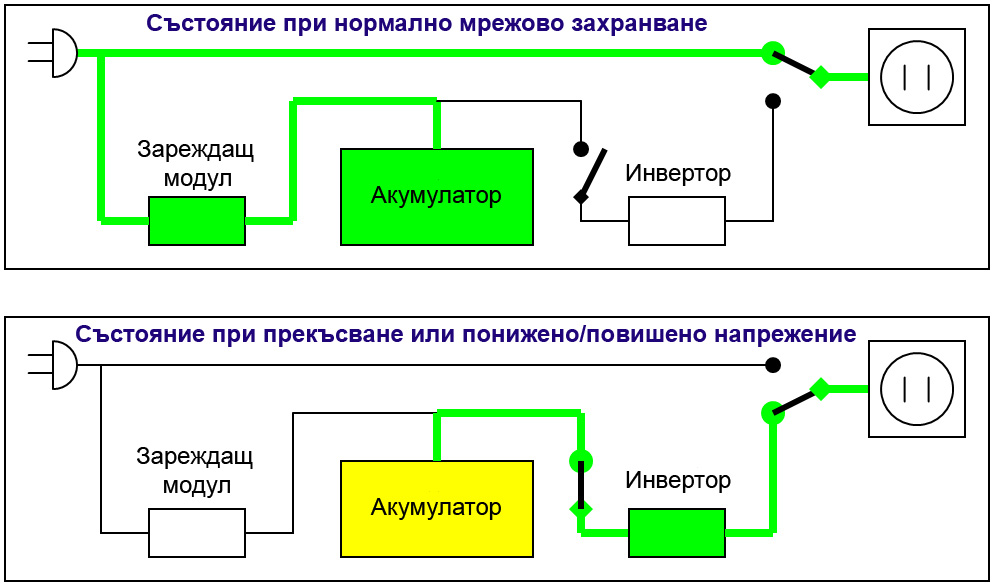 Състояние при нормално мрежово захранване
Зареждащ
модул
Акумулатор
Инвертор
Състояние при прекъсване или понижено/повишено напрежение
Зареждащ
модул
Акумулатор
Инвертор